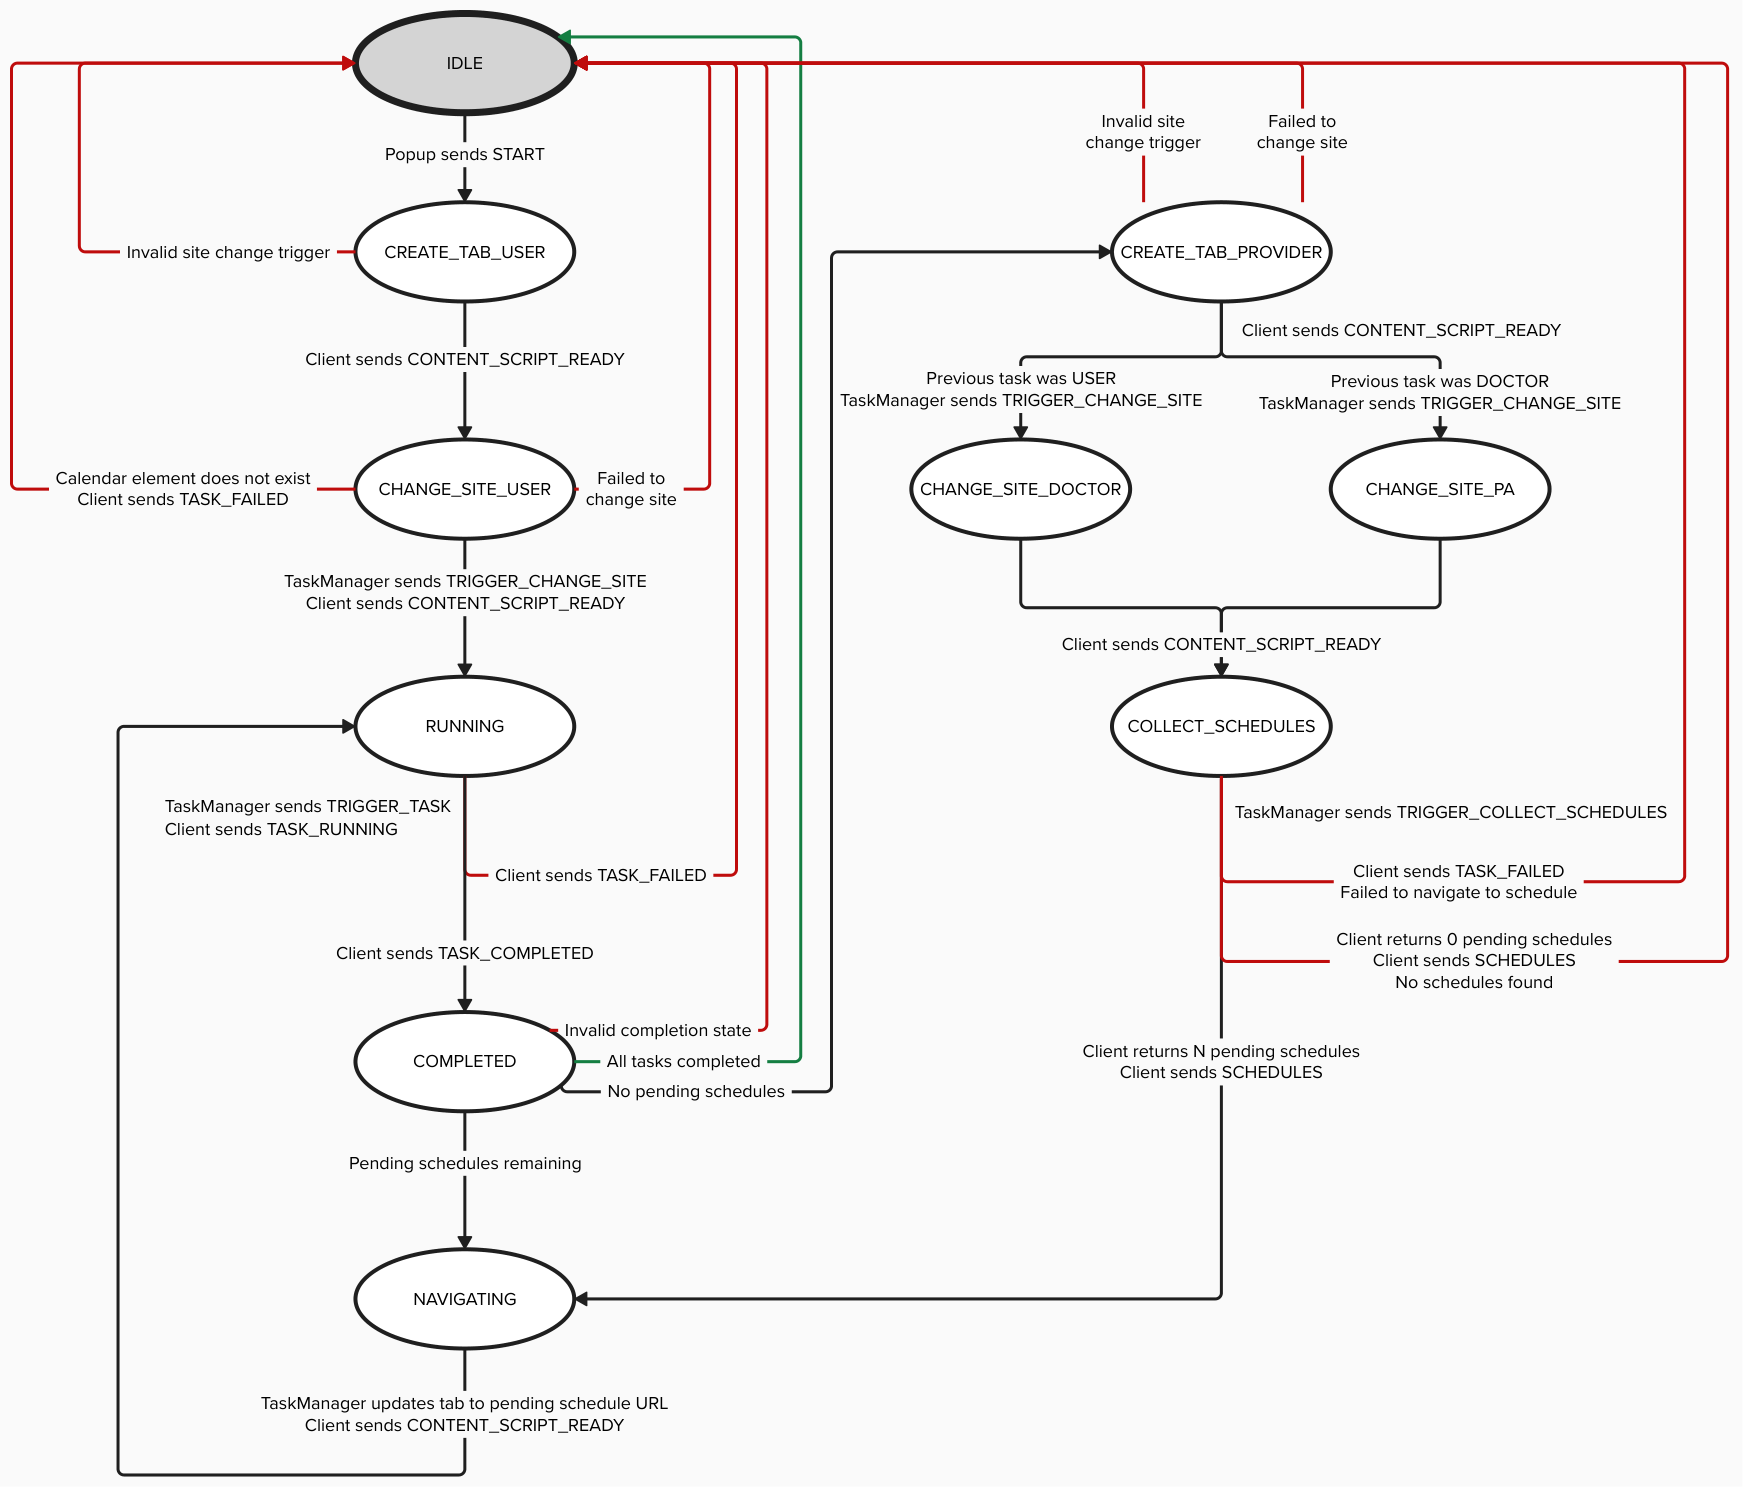 IDLE
Popup sends START
Invalid site
change trigger
Failed to
change site
Invalid site change trigger
CREATE_TAB_USER
CREATE_TAB_PROVIDER
Client sends CONTENT_SCRIPT_READY
Client sends CONTENT_SCRIPT_READY
Previous task was USER
TaskManager sends TRIGGER_CHANGE_SITE
Previous task was DOCTOR
TaskManager sends TRIGGER_CHANGE_SITE
Calendar element does not exist
Client sends TASK_FAILED
CHANGE_SITE_USER
Failed to
change site
CHANGE_SITE_DOCTOR
CHANGE_SITE_PA
TaskManager sends TRIGGER_CHANGE_SITE
Client sends CONTENT_SCRIPT_READY
Client sends CONTENT_SCRIPT_READY
RUNNING
COLLECT_SCHEDULES
TaskManager sends TRIGGER_TASK
Client sends TASK_RUNNING
TaskManager sends TRIGGER_COLLECT_SCHEDULES
Client sends TASK_FAILED
Client sends TASK_FAILED
Failed to navigate to schedule
Client sends TASK_COMPLETED
Client returns 0 pending schedules
Client sends SCHEDULES
No schedules found
Invalid completion state
COMPLETED
All tasks completed
No pending schedules
Client returns N pending schedules
Client sends SCHEDULES
Pending schedules remaining
NAVIGATING
TaskManager updates tab to pending schedule URL
Client sends CONTENT_SCRIPT_READY